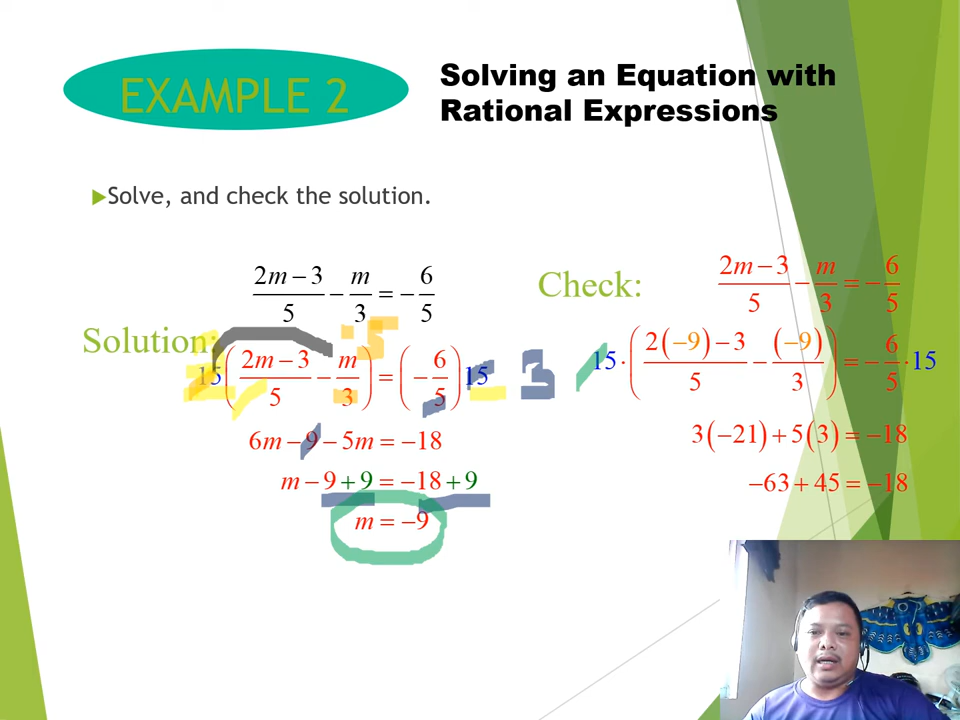 EXAMPLE 2
Solving an Equation with
Rational Expressions
Solve, and check the solution.
(2m − 3)/5 − m/3 = −6/5
Solution:
15((2m − 3)/5 − m/3) = (−6/5)15
5
3
6m − 9 − 5m = −18
m − 9 + 9 = −18 + 9
m = −9
Check:
(2m − 3)/5 − m/3 = −6/5
15 · ((2(−9) − 3)/5 − (−9)/3) = −6/5 · 15
3(−21) + 5(3) = −18
−63 + 45 = −18